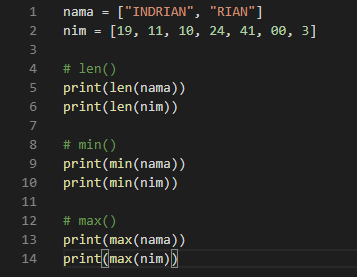 1 nama = ["INDRIAN", "RIAN"]
2 nim = [19, 11, 10, 24, 41, 00, 3]
3
4 # len()
5 print(len(nama))
6 print(len(nim))
7
8 # min()
9 print(min(nama))
10 print(min(nim))
11
12 # max()
13 print(max(nama))
14 print(max(nim))